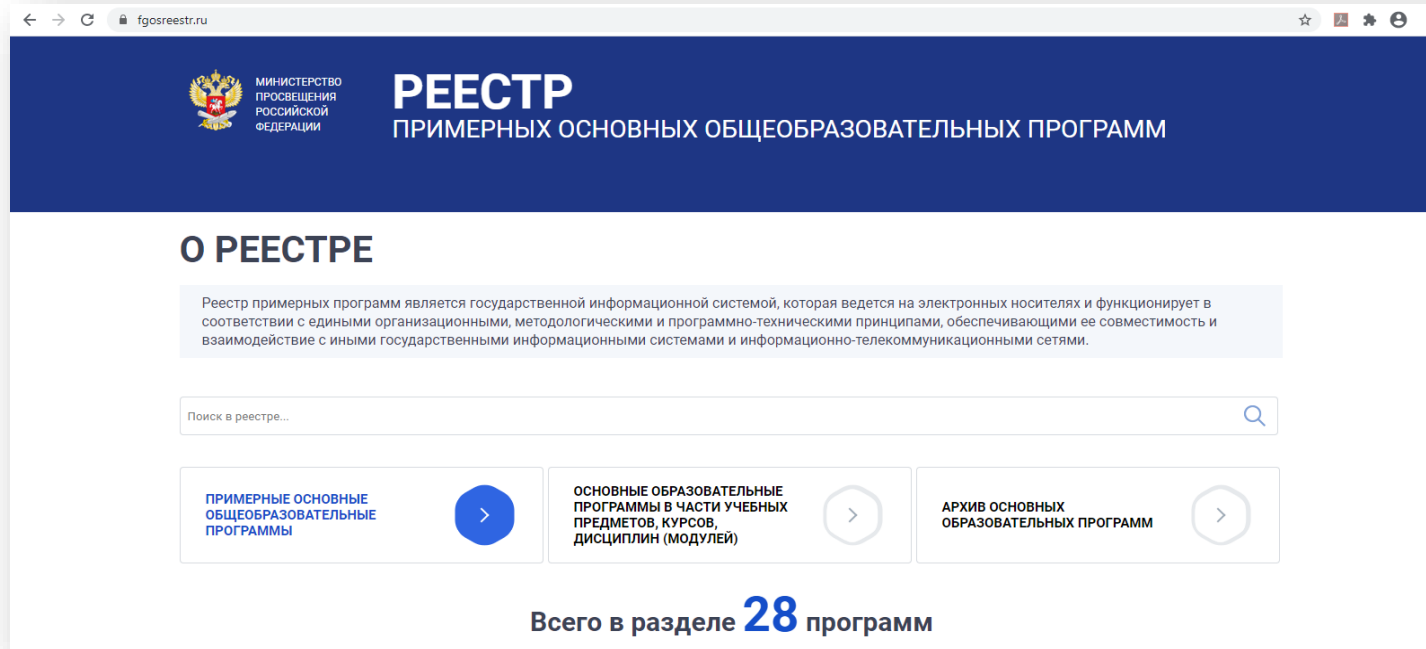 fgosreestr.ru
МИНИСТЕРСТВО
ПРОСВЕЩЕНИЯ
РОССИЙСКОЙ
ФЕДЕРАЦИИ
РЕЕСТР
ПРИМЕРНЫХ ОСНОВНЫХ ОБЩЕОБРАЗОВАТЕЛЬНЫХ ПРОГРАММ
О РЕЕСТРЕ
Реестр примерных программ является государственной информационной системой, которая ведется на электронных носителях и функционирует в
соответствии с едиными организационными, методологическими и программно-техническими принципами, обеспечивающими ее совместимость и
взаимодействие с иными государственными информационными системами и информационно-телекоммуникационными сетями.
Поиск в реестре...
ПРИМЕРНЫЕ ОСНОВНЫЕ
ОБЩЕОБРАЗОВАТЕЛЬНЫЕ
ПРОГРАММЫ
ОСНОВНЫЕ ОБРАЗОВАТЕЛЬНЫЕ
ПРОГРАММЫ В ЧАСТИ УЧЕБНЫХ
ПРЕДМЕТОВ, КУРСОВ,
ДИСЦИПЛИН (МОДУЛЕЙ)
АРХИВ ОСНОВНЫХ
ОБРАЗОВАТЕЛЬНЫХ ПРОГРАММ
Всего в разделе 28 программ